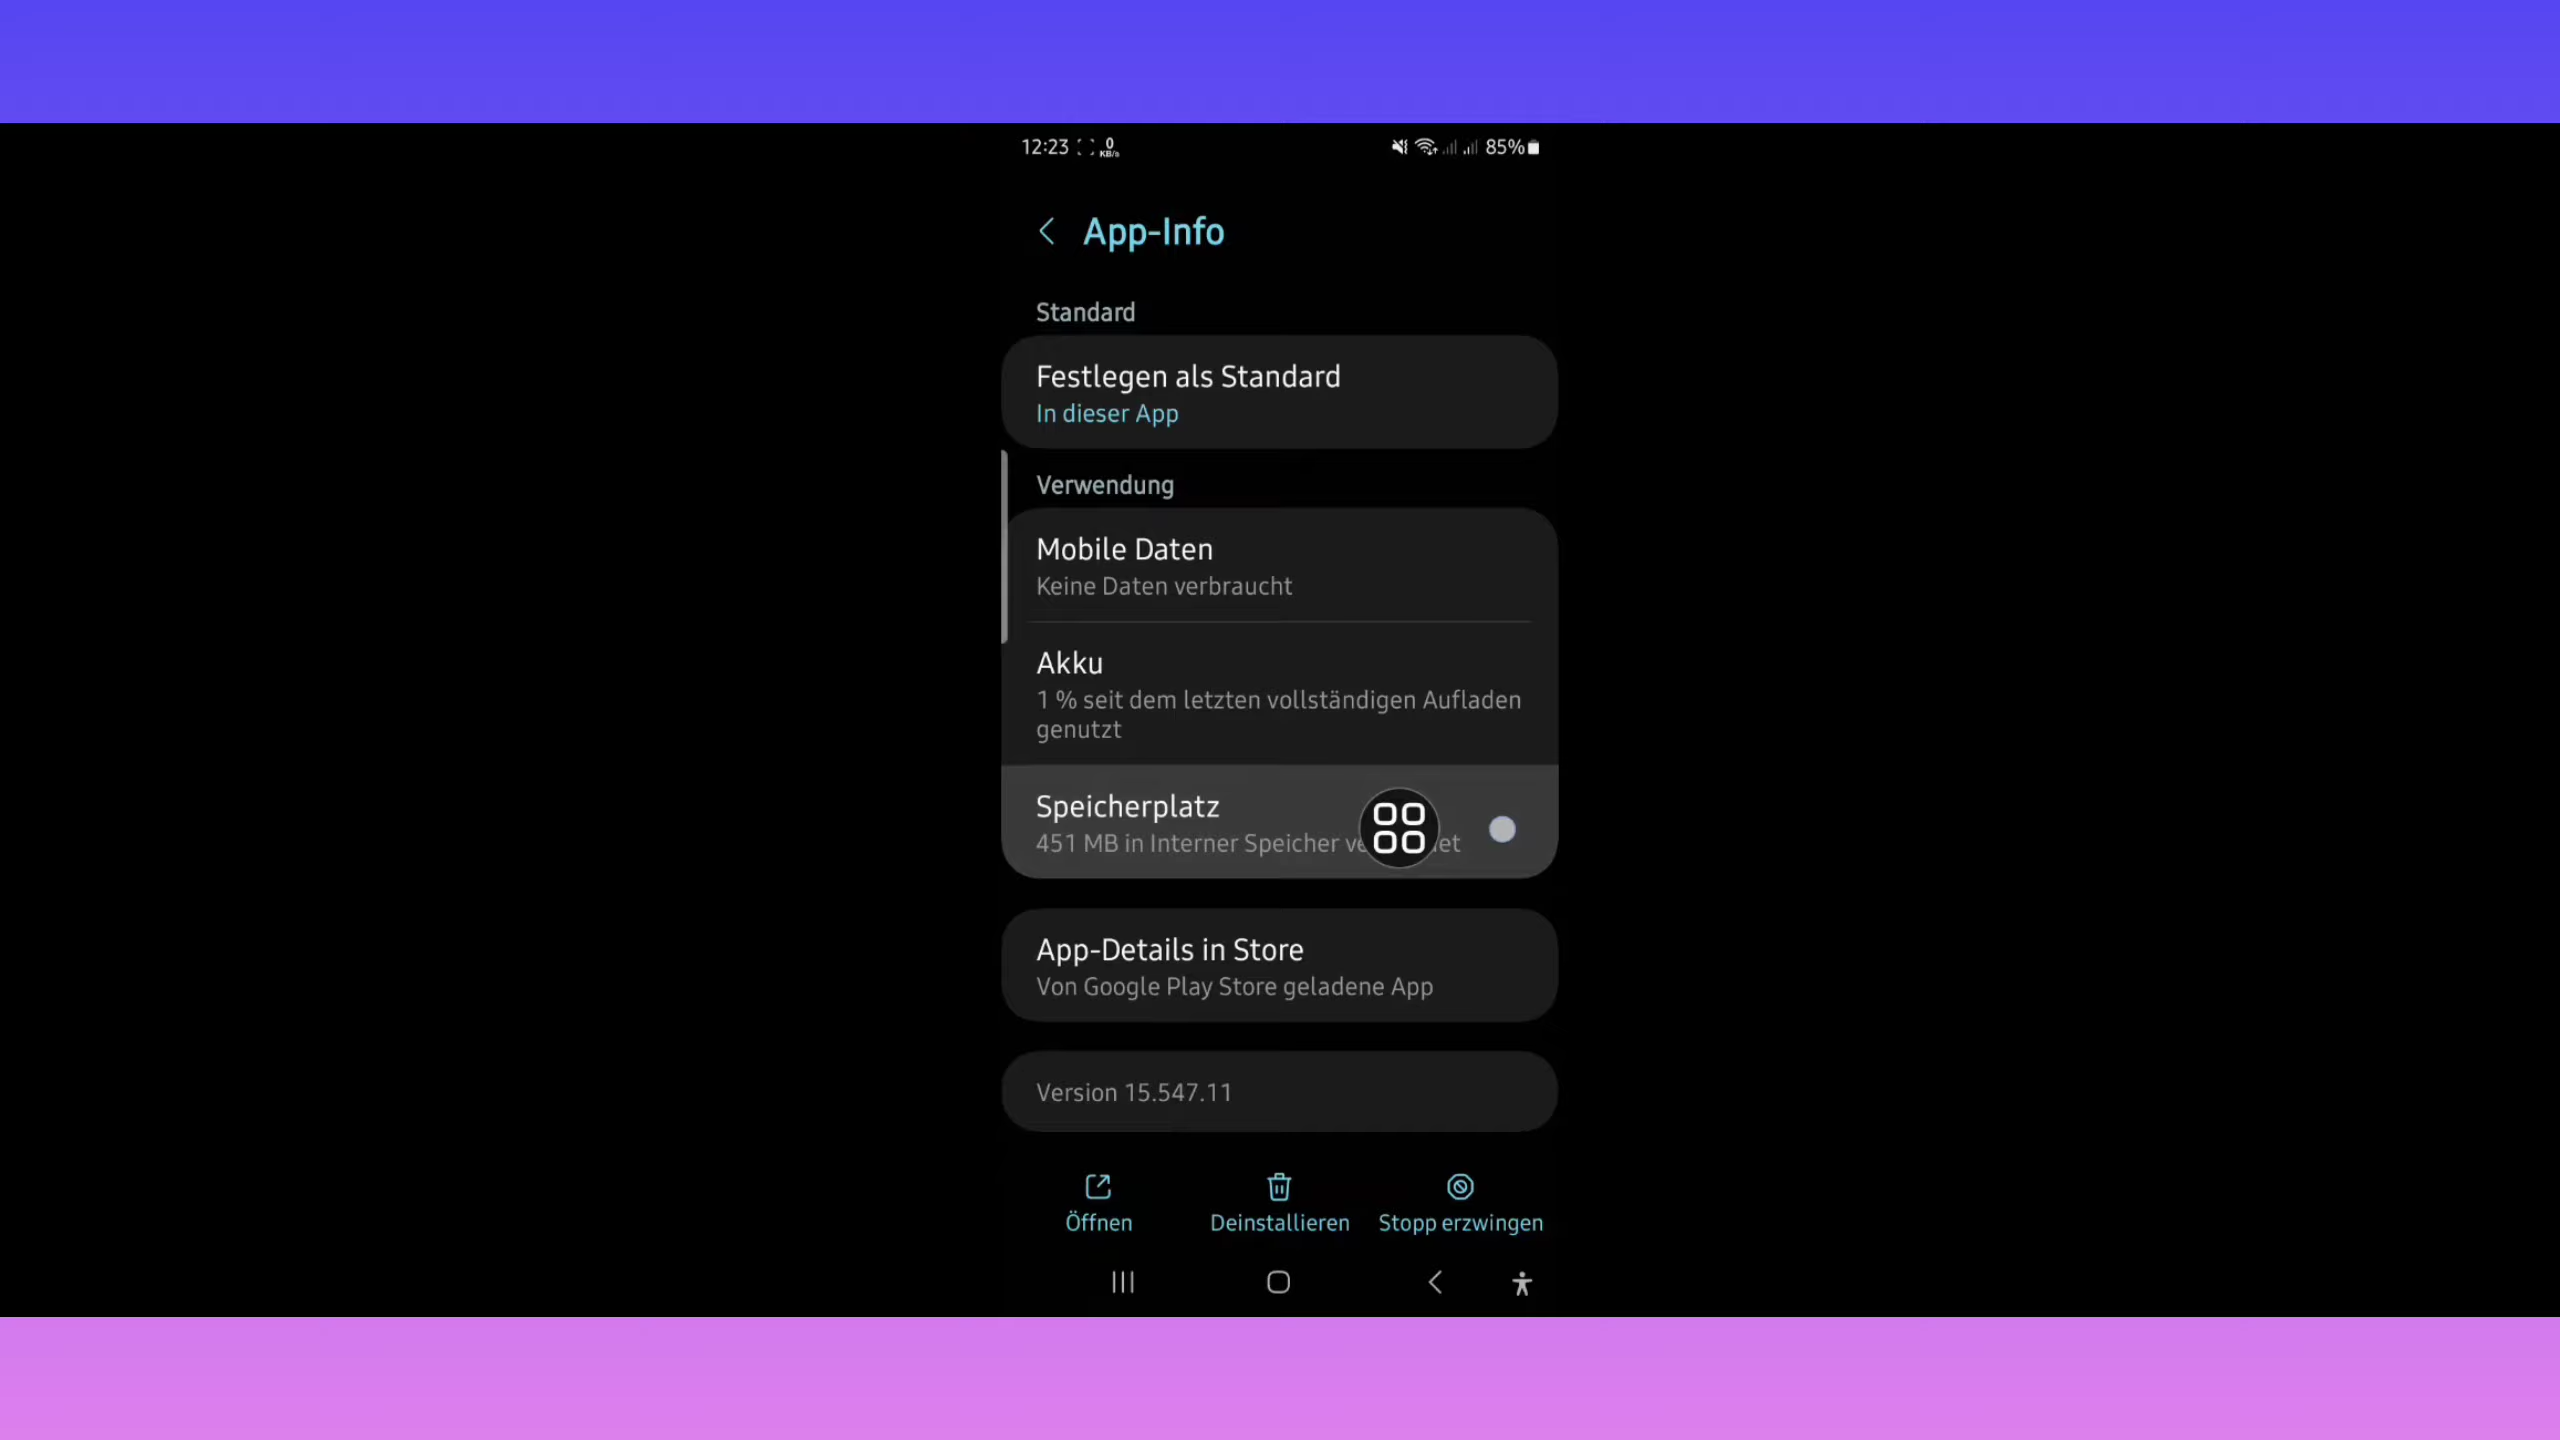 12:23 0 KB/s 85%
App-Info
Standard
Festlegen als Standard
In dieser App
Verwendung
Mobile Daten
Keine Daten verbraucht
Akku
1 % seit dem letzten vollständigen Aufladen
genutzt
Speicherplatz
451 MB in Interner Speicher
App-Details in Store
Von Google Play Store geladene App
Version 15.547.11
Öffnen Deinstallieren Stopp erzwingen